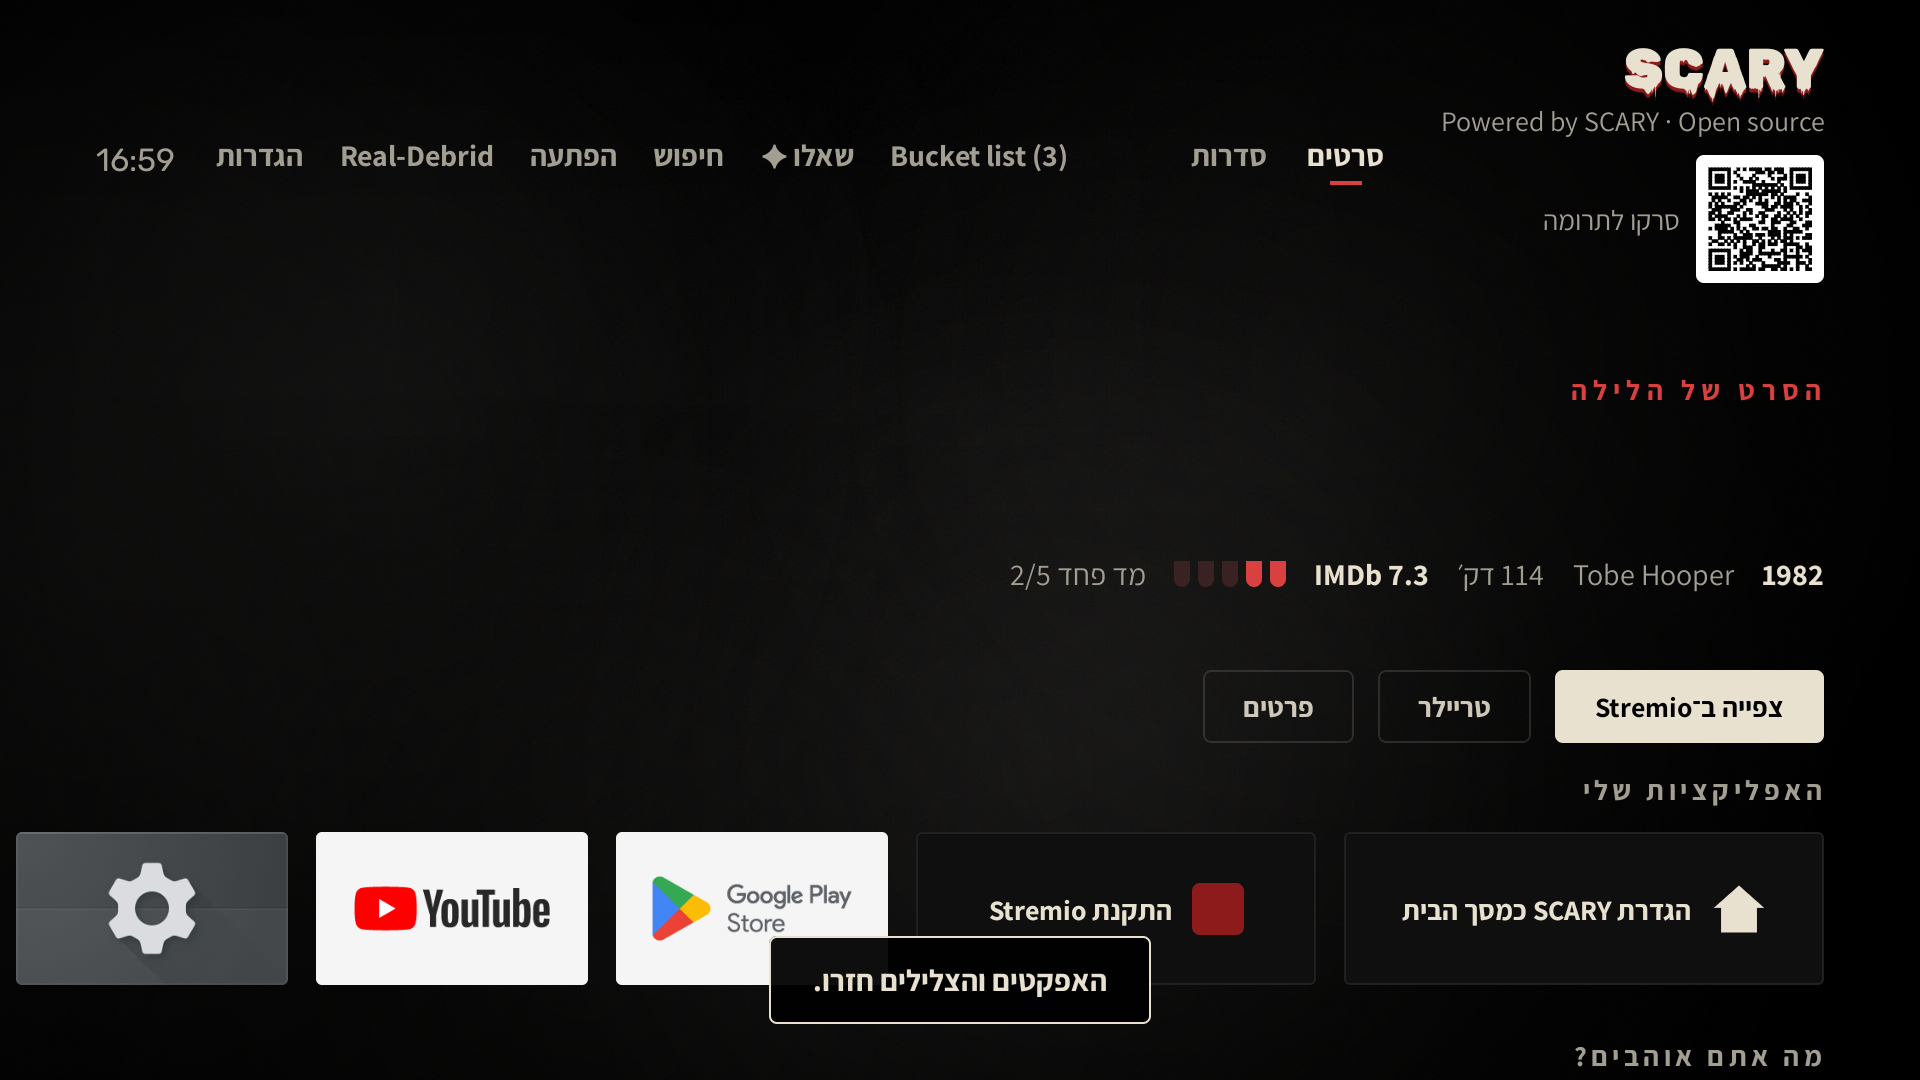 SCARY
Powered by SCARY · Open source
סרטים
סדרות
Bucket list (3)
שאלו ✦
חיפוש
הפתעה
Real-Debrid
הגדרות
16:59
סרקו לתרומה
הסרט של הלילה
1982
Tobe Hooper
114 דק׳
IMDb 7.3
מד פחד 2/5
צפייה ב־Stremio
טריילר
פרטים
האפליקציות שלי
הגדרת SCARY כמסך הבית
התקנת Stremio
Google Play
Store
YouTube
האפקטים והצלילים חזרו.
מה אתם אוהבים?